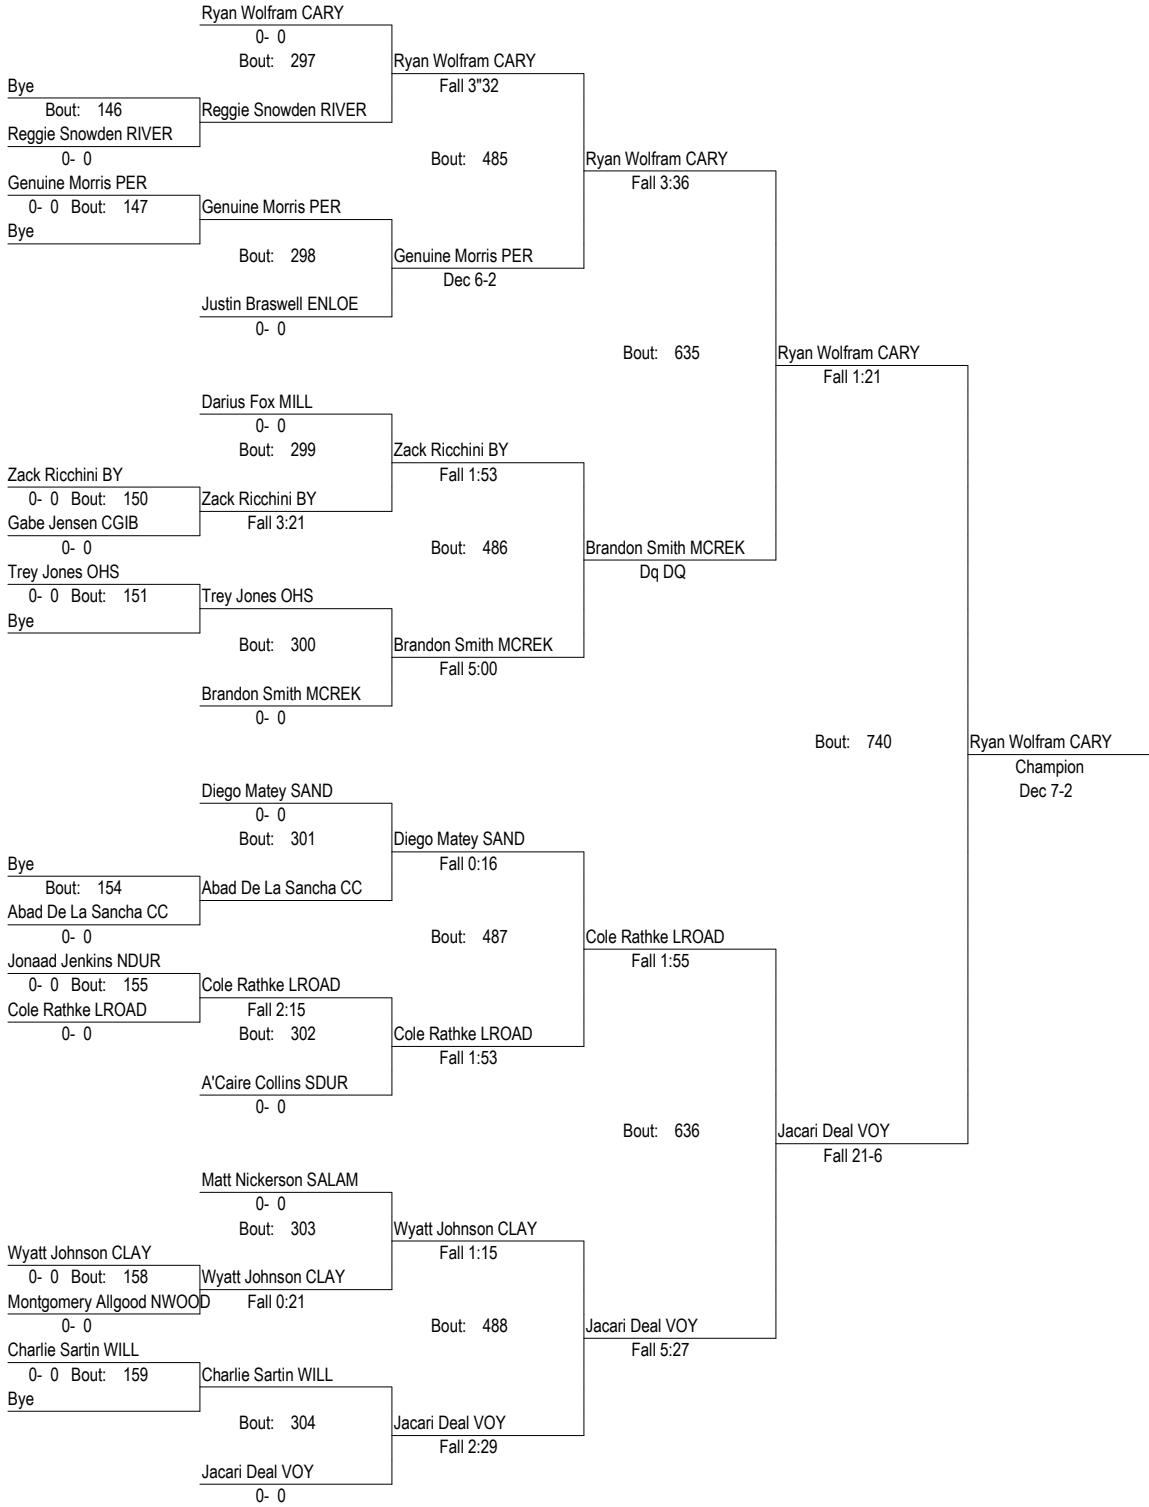 Ryan Wolfram CARY
0- 0
Bout: 297
Ryan Wolfram CARY
Fall 3"32
Bye
Bout: 146
Reggie Snowden RIVER
Reggie Snowden RIVER
0- 0
Bout: 485
Ryan Wolfram CARY
Fall 3:36
Genuine Morris PER
0- 0 Bout: 147
Genuine Morris PER
Bye
Bout: 298
Genuine Morris PER
Dec 6-2
Justin Braswell ENLOE
0- 0
Bout: 635
Ryan Wolfram CARY
Fall 1:21
Darius Fox MILL
0- 0
Bout: 299
Zack Ricchini BY
Fall 1:53
Zack Ricchini BY
0- 0 Bout: 150
Zack Ricchini BY
Gabe Jensen CGIB
Fall 3:21
0- 0
Bout: 486
Brandon Smith MCREK
Dq DQ
Trey Jones OHS
0- 0 Bout: 151
Trey Jones OHS
Bye
Bout: 300
Brandon Smith MCREK
Fall 5:00
Brandon Smith MCREK
0- 0
Bout: 740
Ryan Wolfram CARY
Champion
Dec 7-2
Diego Matey SAND
0- 0
Bout: 301
Diego Matey SAND
Fall 0:16
Bye
Bout: 154
Abad De La Sancha CC
Abad De La Sancha CC
0- 0
Bout: 487
Cole Rathke LROAD
Fall 1:55
Jonaad Jenkins NDUR
0- 0 Bout: 155
Cole Rathke LROAD
Cole Rathke LROAD
Fall 2:15
0- 0
Bout: 302
Cole Rathke LROAD
Fall 1:53
A'Caire Collins SDUR
0- 0
Bout: 636
Jacari Deal VOY
Fall 21-6
Matt Nickerson SALAM
0- 0
Bout: 303
Wyatt Johnson CLAY
Fall 1:15
Wyatt Johnson CLAY
0- 0 Bout: 158
Wyatt Johnson CLAY
Montgomery Allgood NWOOD
Fall 0:21
0- 0
Bout: 488
Jacari Deal VOY
Fall 5:27
Charlie Sartin WILL
0- 0 Bout: 159
Charlie Sartin WILL
Bye
Bout: 304
Jacari Deal VOY
Fall 2:29
Jacari Deal VOY
0- 0